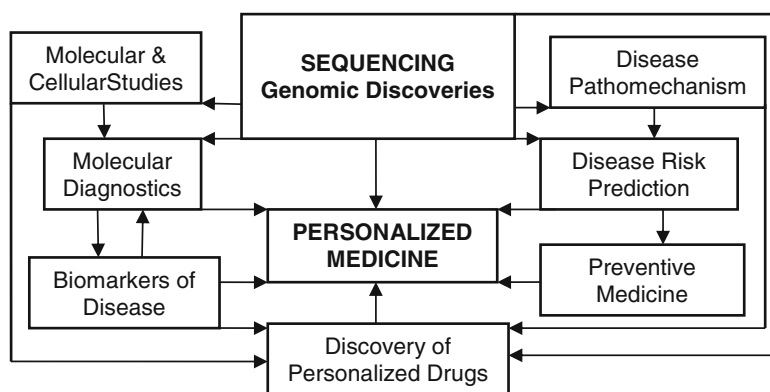 Molecular &
CellularStudies
SEQUENCING
Genomic Discoveries
Disease
Pathomechanism
Molecular
Diagnostics
Disease Risk
Prediction
PERSONALIZED
MEDICINE
Biomarkers of
Disease
Preventive
Medicine
Discovery of
Personalized Drugs